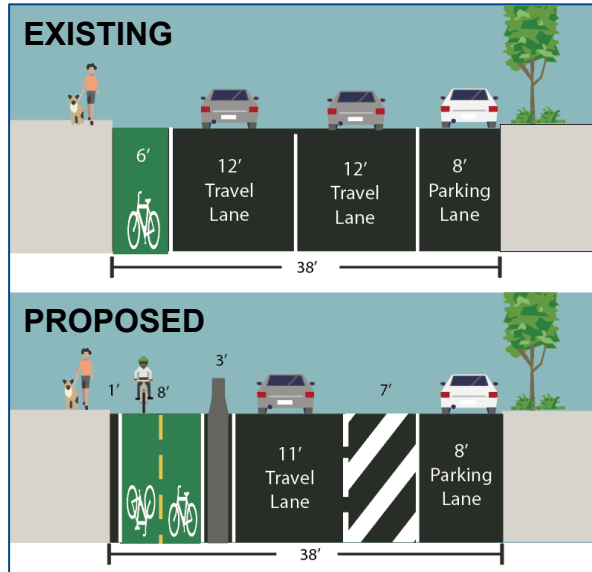 EXISTING
6’
12’
Travel
Lane
12’
Travel
Lane
8’
Parking
Lane
38’
PROPOSED
1’
8’
3’
7’
11’
Travel
Lane
8’
Parking
Lane
38’